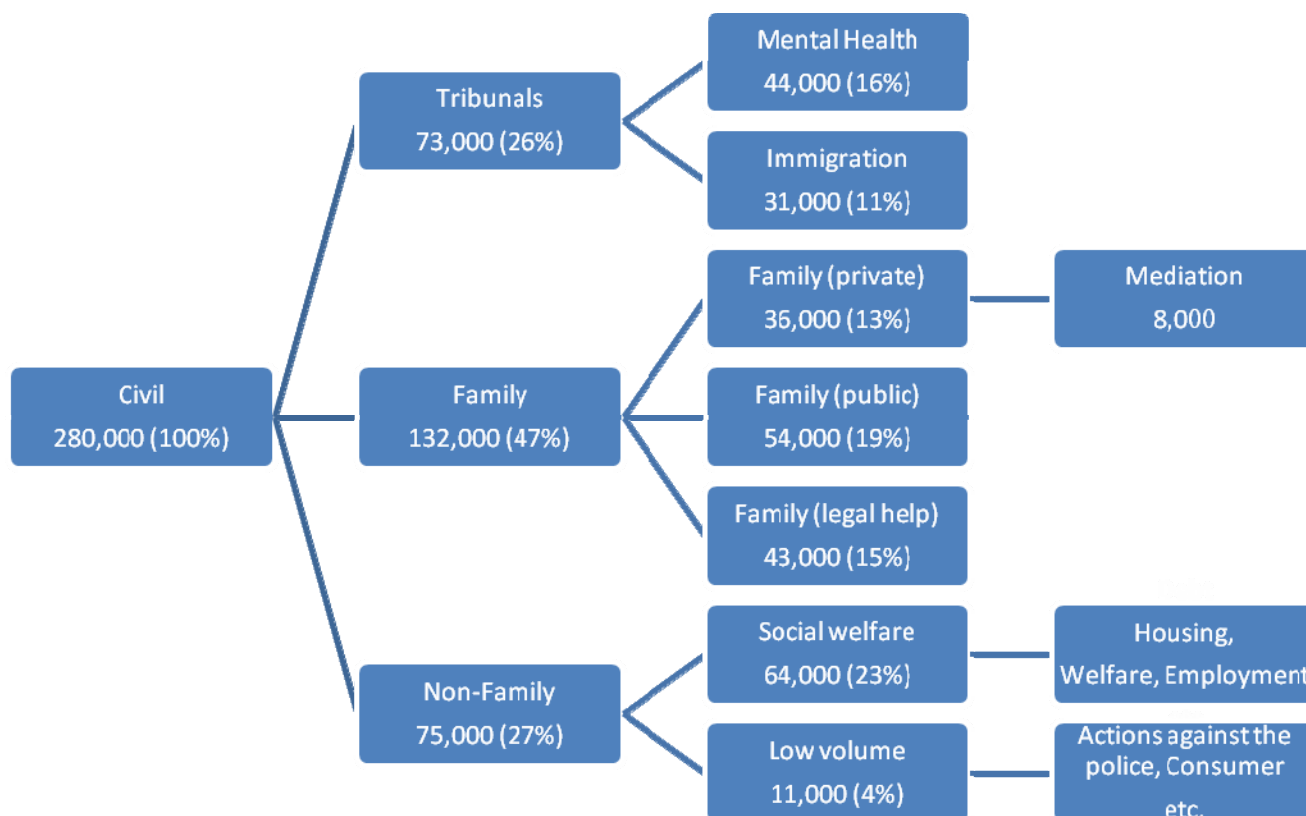 Mental Health
44,000 (16%)
Tribunals
73,000 (26%)
Immigration
31,000 (11%)
Family (private)
36,000 (13%)
Mediation
8,000
Civil
280,000 (100%)
Family
132,000 (47%)
Family (public)
54,000 (19%)
Family (legal help)
43,000 (15%)
Social welfare
64,000 (23%)
Housing,
Welfare, Employment
Non-Family
75,000 (27%)
Low volume
11,000 (4%)
Actions against the
police, Consumer
etc.